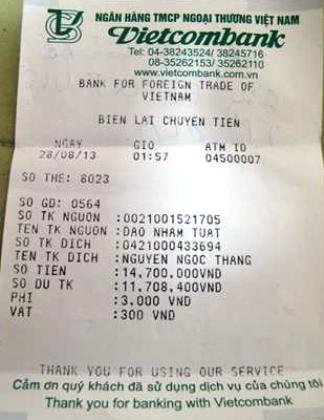 NGÂN HÀNG TMCP NGOẠI THƯƠNG VIỆT NAM
Vietcombank
Tel: 04-38243524/ 38245716
08-35262153/ 35262110
www.vietcombank.com.vn
BANK FOR FOREIGN TRADE OF
VIETNAM
BIEN LAI CHUYEN TIEN
NGAY GIO ATM ID
28/08/13 01:57 04500007
SO THE: 8023
SO GD: 0564
SO TK NGUON :0021001521705
TEN TK NGUON :DAO NHAM TUAT
SO TK DICH :0421000433694
TEN TK DICH :NGUYEN NGOC THANG
SO TIEN :14,700,000VND
SO DU TK :11,708,400VND
PHI :3,000 VND
VAT :300 VND
THANK YOU FOR USING OUR SERVICE
Cảm ơn quý khách đã sử dụng dịch vụ của chúng tôi
Thank you for banking with Vietcombank